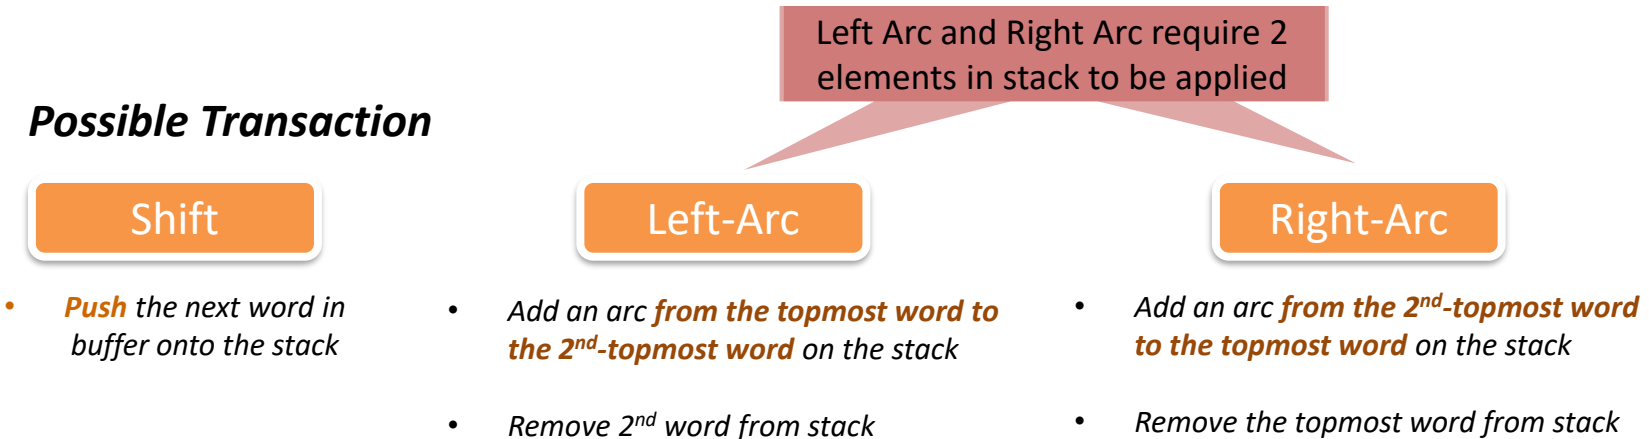 Left Arc and Right Arc require 2
elements in stack to be applied
Possible Transaction
Shift
Left-Arc
Right-Arc
• Push the next word in
buffer onto the stack
• Add an arc from the topmost word to
the 2nd-topmost word on the stack
• Remove 2nd word from stack
• Add an arc from the 2nd-topmost word
to the topmost word on the stack
• Remove the topmost word from stack